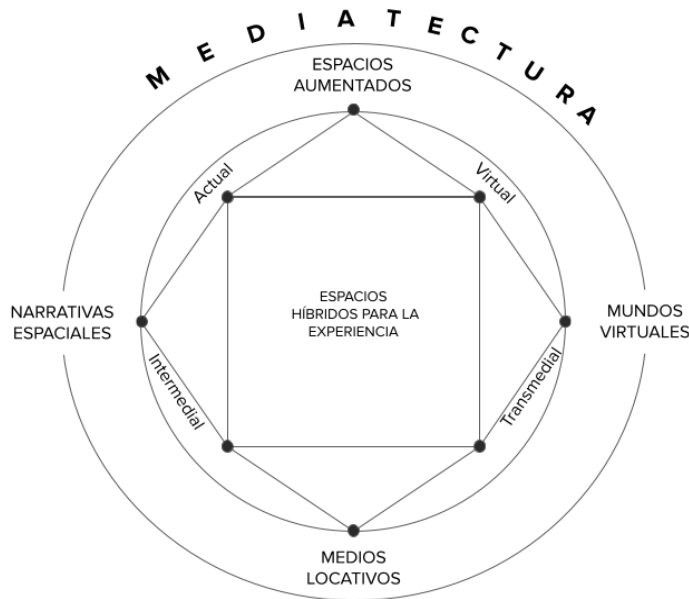 MEDIATECTURA
ESPACIOS
AUMENTADOS
Actual
Virtual
NARRATIVAS
ESPACIALES
ESPACIOS
HÍBRIDOS PARA LA
EXPERIENCIA
MUNDOS
VIRTUALES
Intermedial
Transmedial
MEDIOS
LOCATIVOS